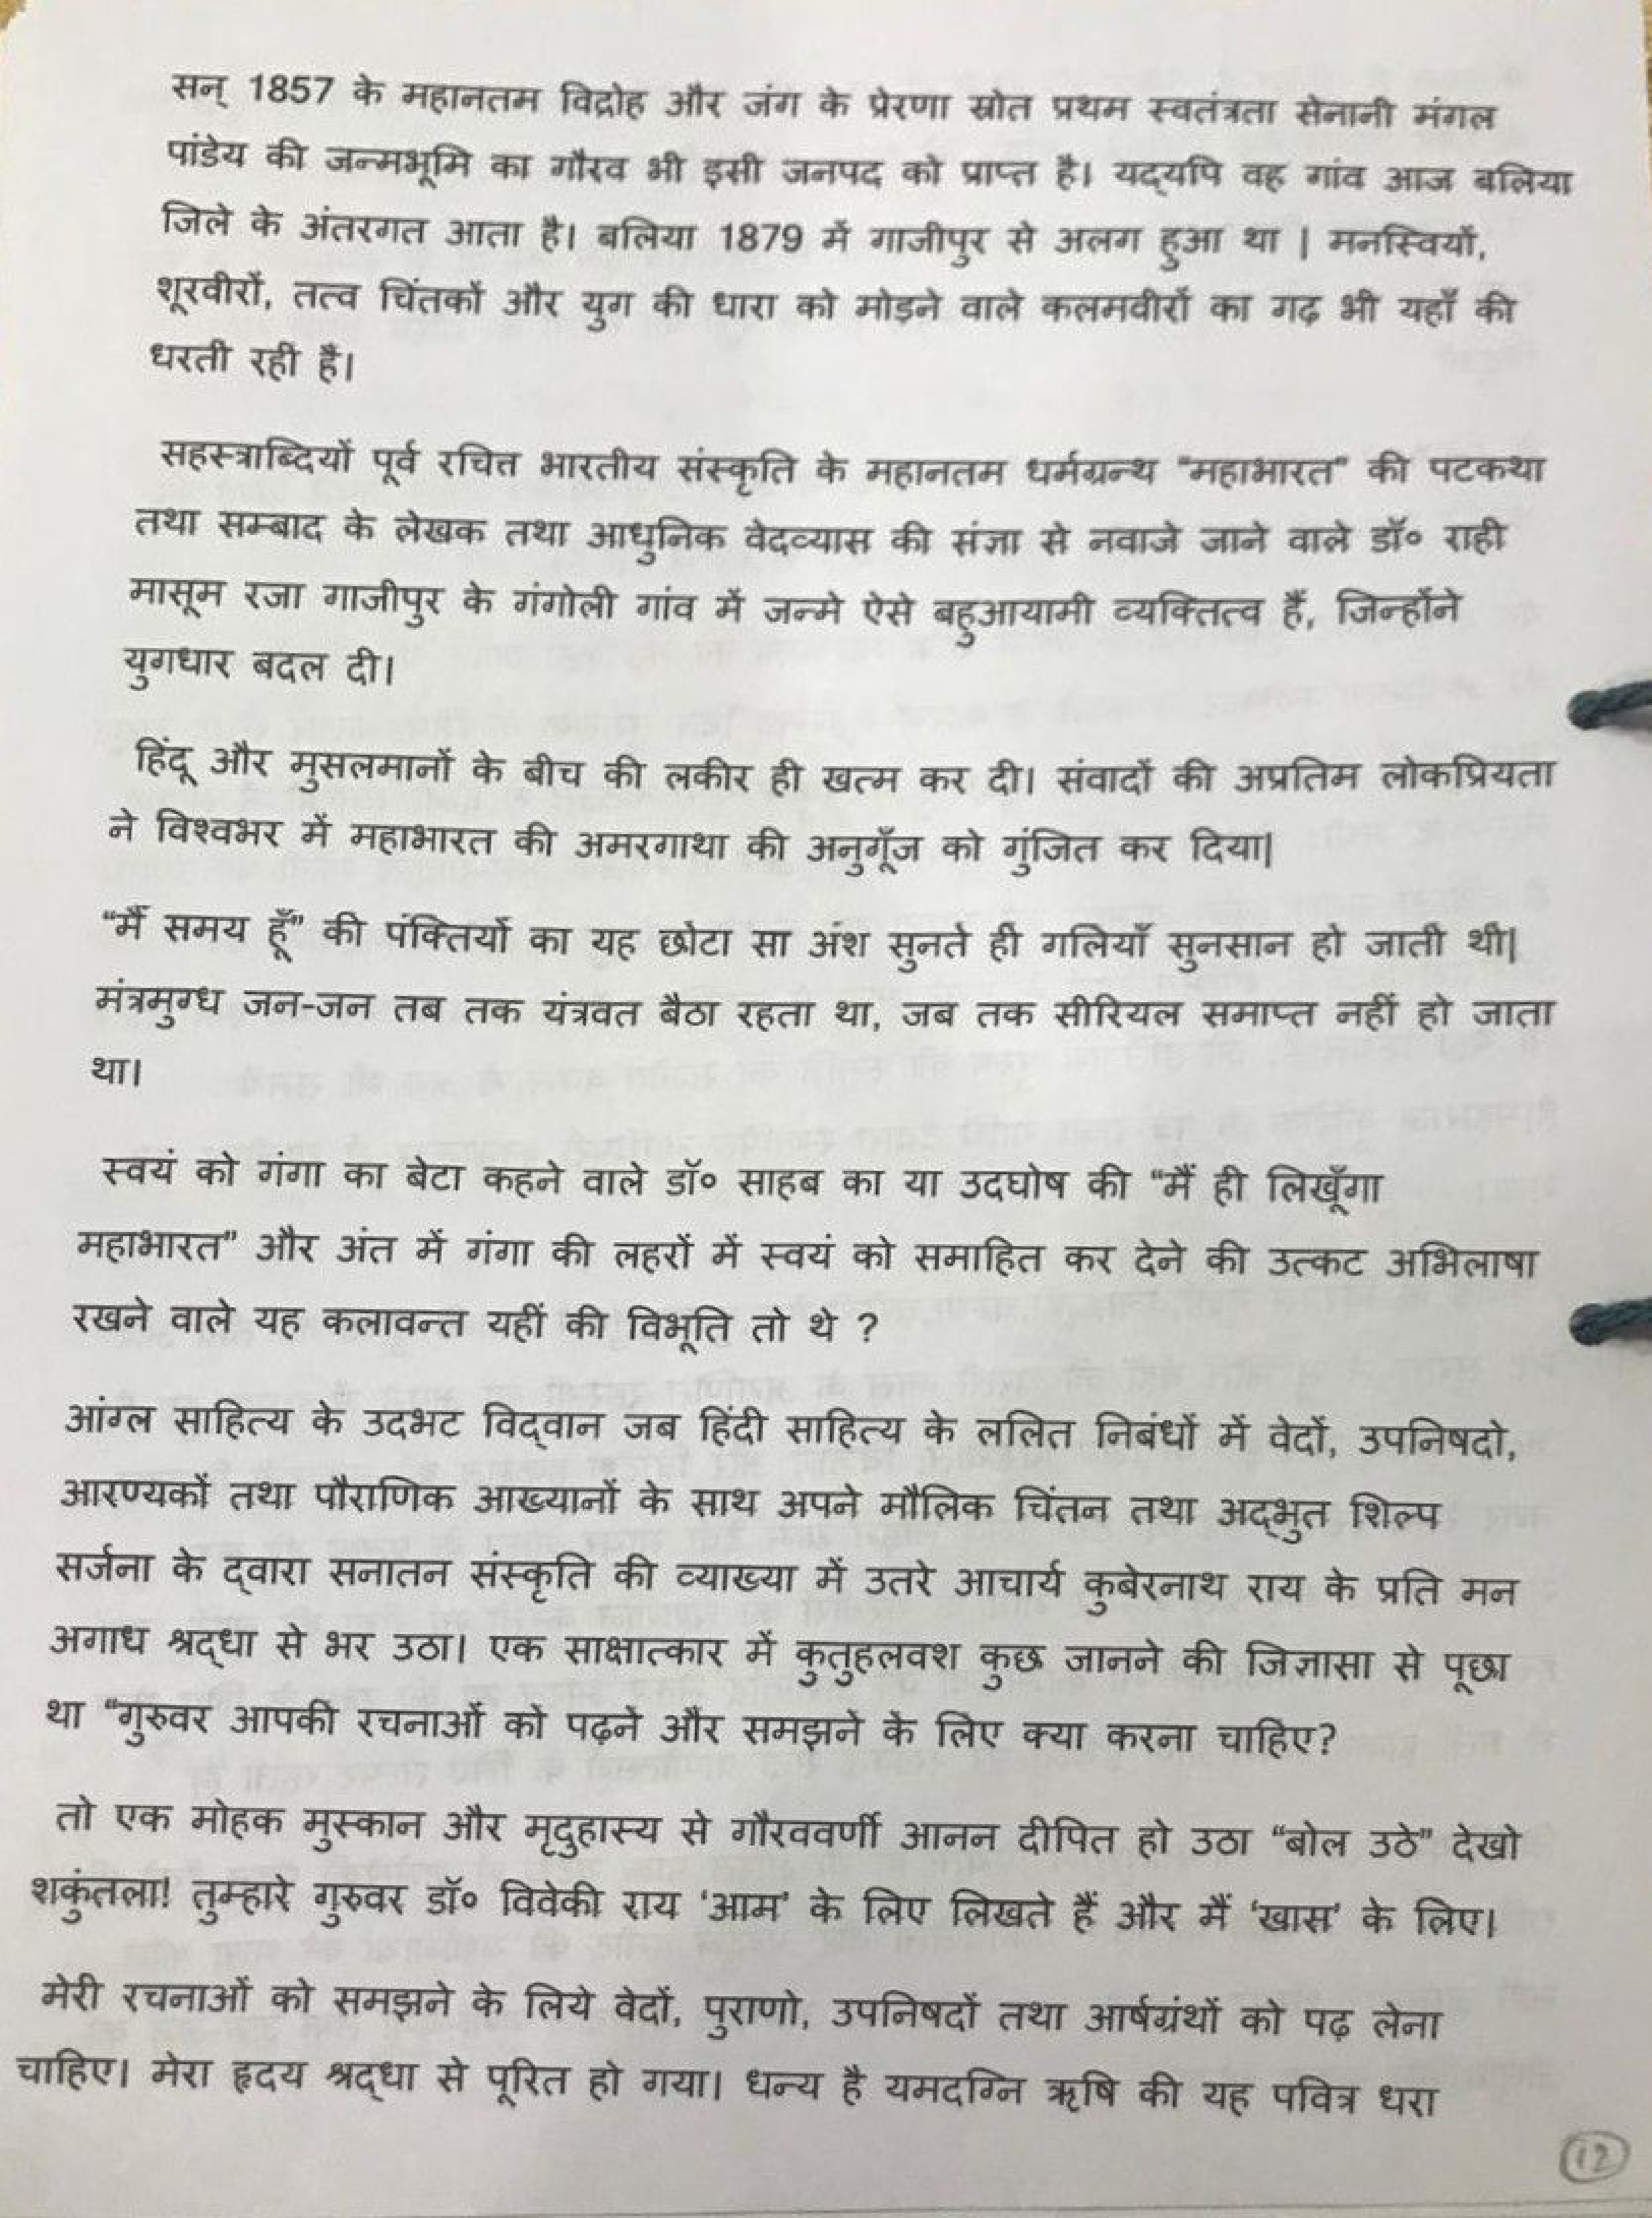 सन् 1857 के महानतम विद्रोह और जंग के प्रेरणा स्रोत प्रथम स्वतंत्रता सेनानी मंगल
पांडेय की जन्मभूमि का गौरव भी इसी जनपद को प्राप्त है। यद्यपि वह गांव आज बलिया
जिले के अंतरगत आता है। बलिया 1879 में गाजीपुर से अलग हुआ था | मनस्वियों,
शूरवीरों, तत्व चिंतकों और युग की धारा को मोड़ने वाले कलमवीरों का गढ़ भी यहाँ की
धरती रही है।
सहस्त्राब्दियों पूर्व रचित भारतीय संस्कृति के महानतम धर्मग्रन्थ "महाभारत" की पटकथा
तथा सम्बाद के लेखक तथा आधुनिक वेदव्यास की संज्ञा से नवाजे जाने वाले डॉ० राही
मासूम रजा गाजीपुर के गंगोली गांव में जन्मे ऐसे बहुआयामी व्यक्तित्व हैं, जिन्होंने
युगधार बदल दी।
हिंदू और मुसलमानों के बीच की लकीर ही खत्म कर दी। संवादों की अप्रतिम लोकप्रियता
ने विश्वभर में महाभारत की अमरगाथा की अनुगूँज को गुंजित कर दिया|
“मैं समय हूँ” की पंक्तियों का यह छोटा सा अंश सुनते ही गलियाँ सुनसान हो जाती थी|
मंत्रमुग्ध जन-जन तब तक यंत्रवत बैठा रहता था, जब तक सीरियल समाप्त नहीं हो जाता
था।
स्वयं को गंगा का बेटा कहने वाले डॉ० साहब का या उदघोष की “मैं ही लिखूँगा
महाभारत” और अंत में गंगा की लहरों में स्वयं को समाहित कर देने की उत्कट अभिलाषा
रखने वाले यह कलावन्त यहीं की विभूति तो थे ?
आंग्ल साहित्य के उदभट विद्वान जब हिंदी साहित्य के ललित निबंधों में वेदों, उपनिषदो,
आरण्यकों तथा पौराणिक आख्यानों के साथ अपने मौलिक चिंतन तथा अद्भुत शिल्प
सर्जना के द्वारा सनातन संस्कृति की व्याख्या में उतरे आचार्य कुबेरनाथ राय के प्रति मन
अगाध श्रद्धा से भर उठा। एक साक्षात्कार में कुतुहलवश कुछ जानने की जिज्ञासा से पूछा
था “गुरुवर आपकी रचनाओं को पढ़ने और समझने के लिए क्या करना चाहिए?
तो एक मोहक मुस्कान और मृदुहास्य से गौरववर्णी आनन दीपित हो उठा “बोल उठे” देखो
शकुंतला! तुम्हारे गुरुवर डॉ० विवेकी राय ‘आम’ के लिए लिखते हैं और मैं ‘खास’ के लिए।
मेरी रचनाओं को समझने के लिये वेदों, पुराणो, उपनिषदों तथा आर्षग्रंथों को पढ़ लेना
चाहिए। मेरा हृदय श्रद्धा से पूरित हो गया। धन्य है यमदग्नि ऋषि की यह पवित्र धरा
12